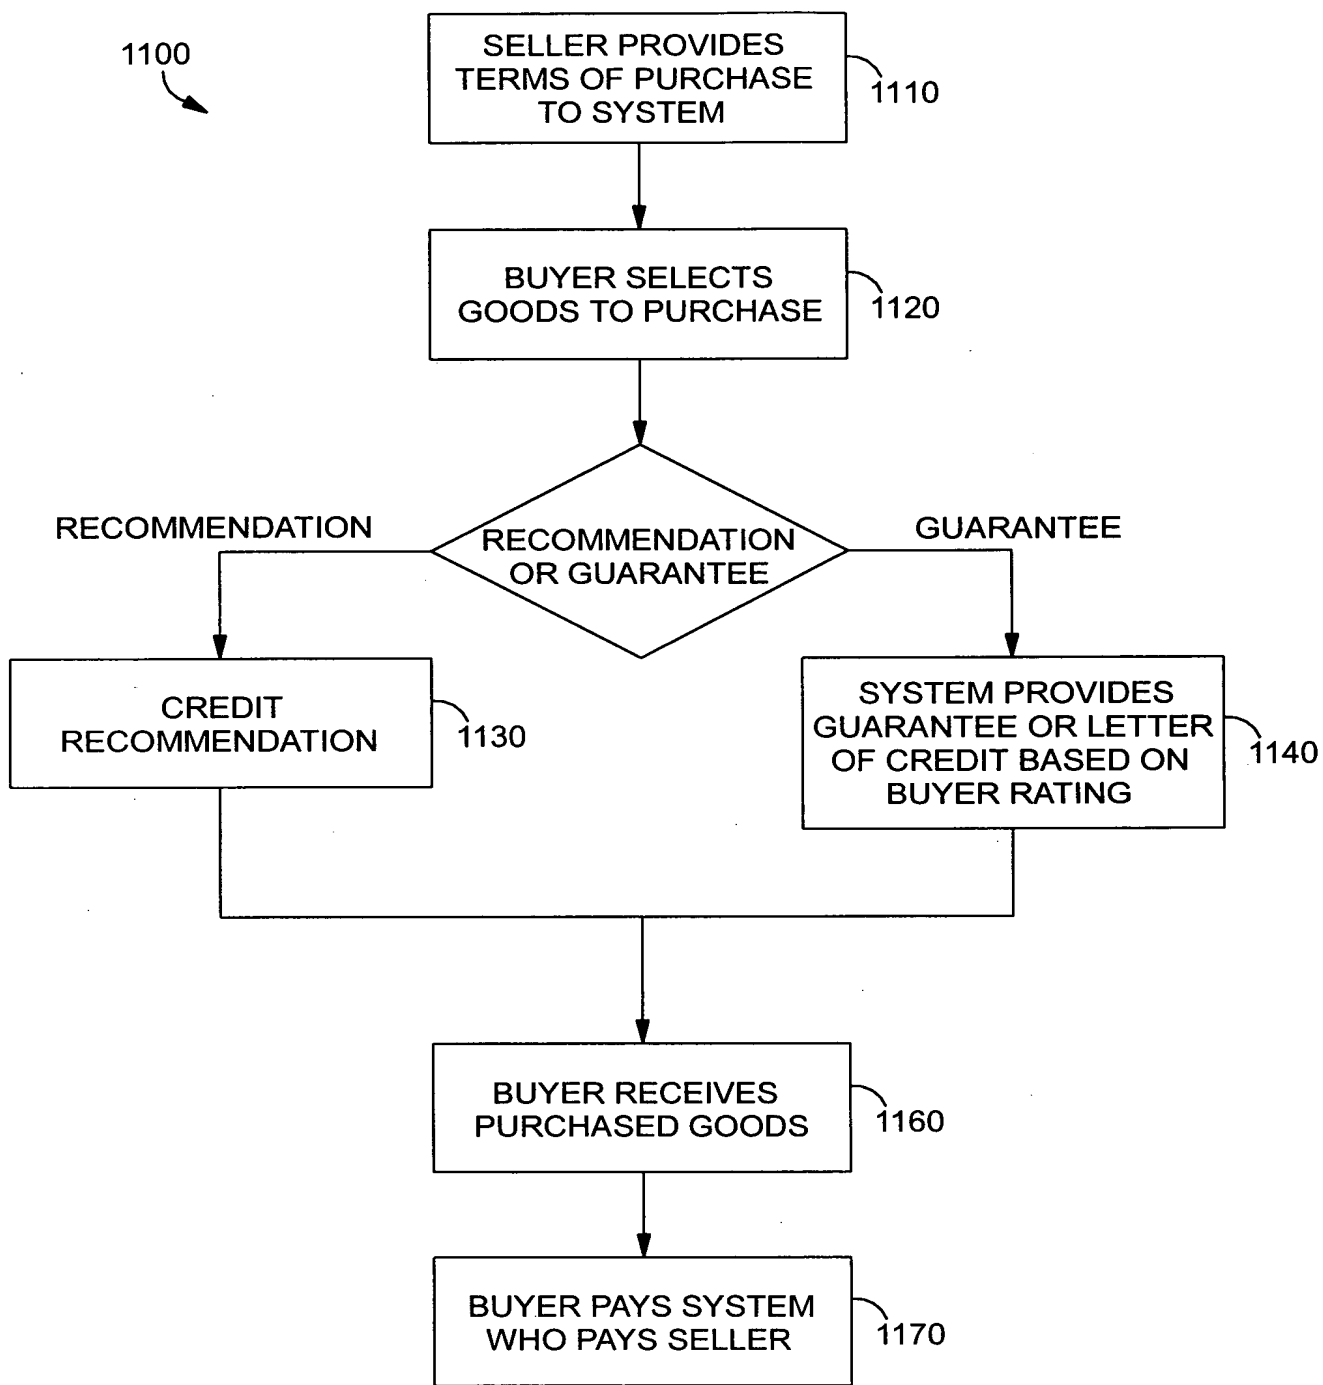 1100
SELLER PROVIDES
TERMS OF PURCHASE
TO SYSTEM
1110
BUYER SELECTS
GOODS TO PURCHASE
1120
RECOMMENDATION
RECOMMENDATION
OR GUARANTEE
GUARANTEE
CREDIT
RECOMMENDATION
1130
SYSTEM PROVIDES
GUARANTEE OR LETTER
OF CREDIT BASED ON
BUYER RATING
1140
BUYER RECEIVES
PURCHASED GOODS
1160
BUYER PAYS SYSTEM
WHO PAYS SELLER
1170